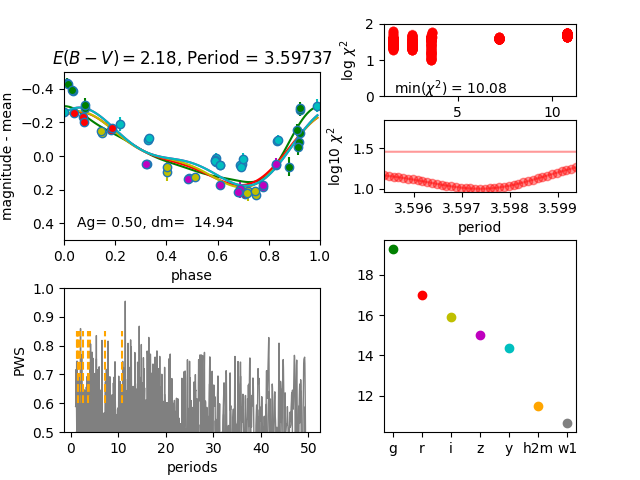 E(B − V) = 2.18, Period = 3.59737
magnitude - mean
−0.4
−0.2
0.0
0.2
0.4
Ag= 0.50, dm=  14.94
0.0 0.2 0.4 0.6 0.8 1.0
phase
log χ²
2
1
0
min(χ²) = 10.08
5 10
log10 χ²
1.5
1.0
3.596 3.597 3.598 3.599
period
PWS
1.0
0.9
0.8
0.7
0.6
0.5
0 10 20 30 40 50
periods
18
16
14
12
g r i z y h2m w1